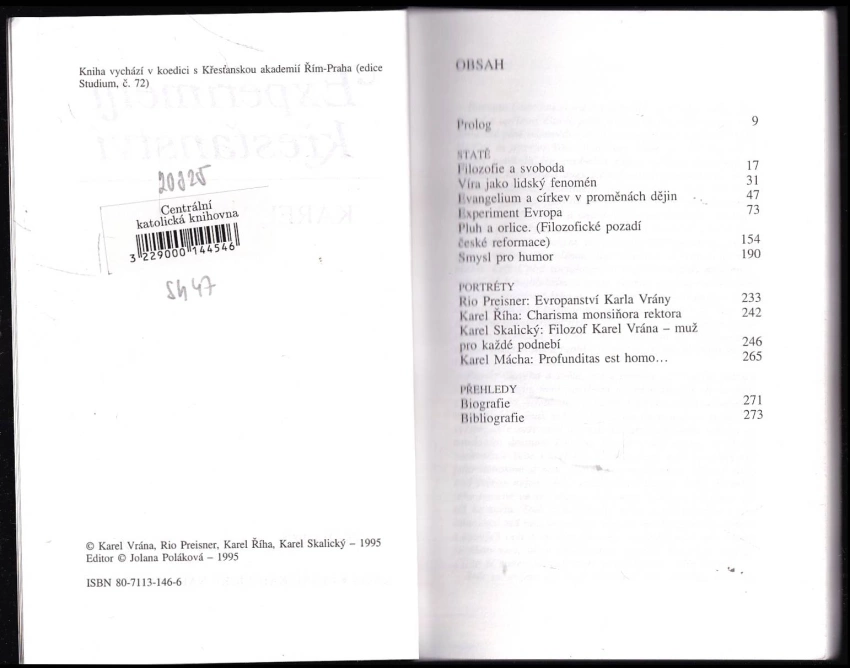 Kniha vychází v koedici s Křesťanskou akademií Řím-Praha (edice
Studium, č. 72)
Centrální
katolická knihovna
3 229000 144546
Sh 47
© Karel Vrána, Rio Preisner, Karel Říha, Karel Skalický – 1995
Editor © Jolana Poláková – 1995
ISBN 80-7113-146-6
OBSAH
Prolog 9
STATĚ
Filozofie a svoboda 17
Víra jako lidský fenomén 31
Evangelium a církev v proměnách dějin 47
Experiment Evropa 73
Pluh a orlice. (Filozofické pozadí
české reformace) 154
Smysl pro humor 190
PORTRÉTY
Rio Preisner: Evropanství Karla Vrány 233
Karel Říha: Charisma monsiňora rektora 242
Karel Skalický: Filozof Karel Vrána – muž
pro každé podnebí 246
Karel Mácha: Profunditas est homo... 265
PŘEHLEDY
Biografie 271
Bibliografie 273